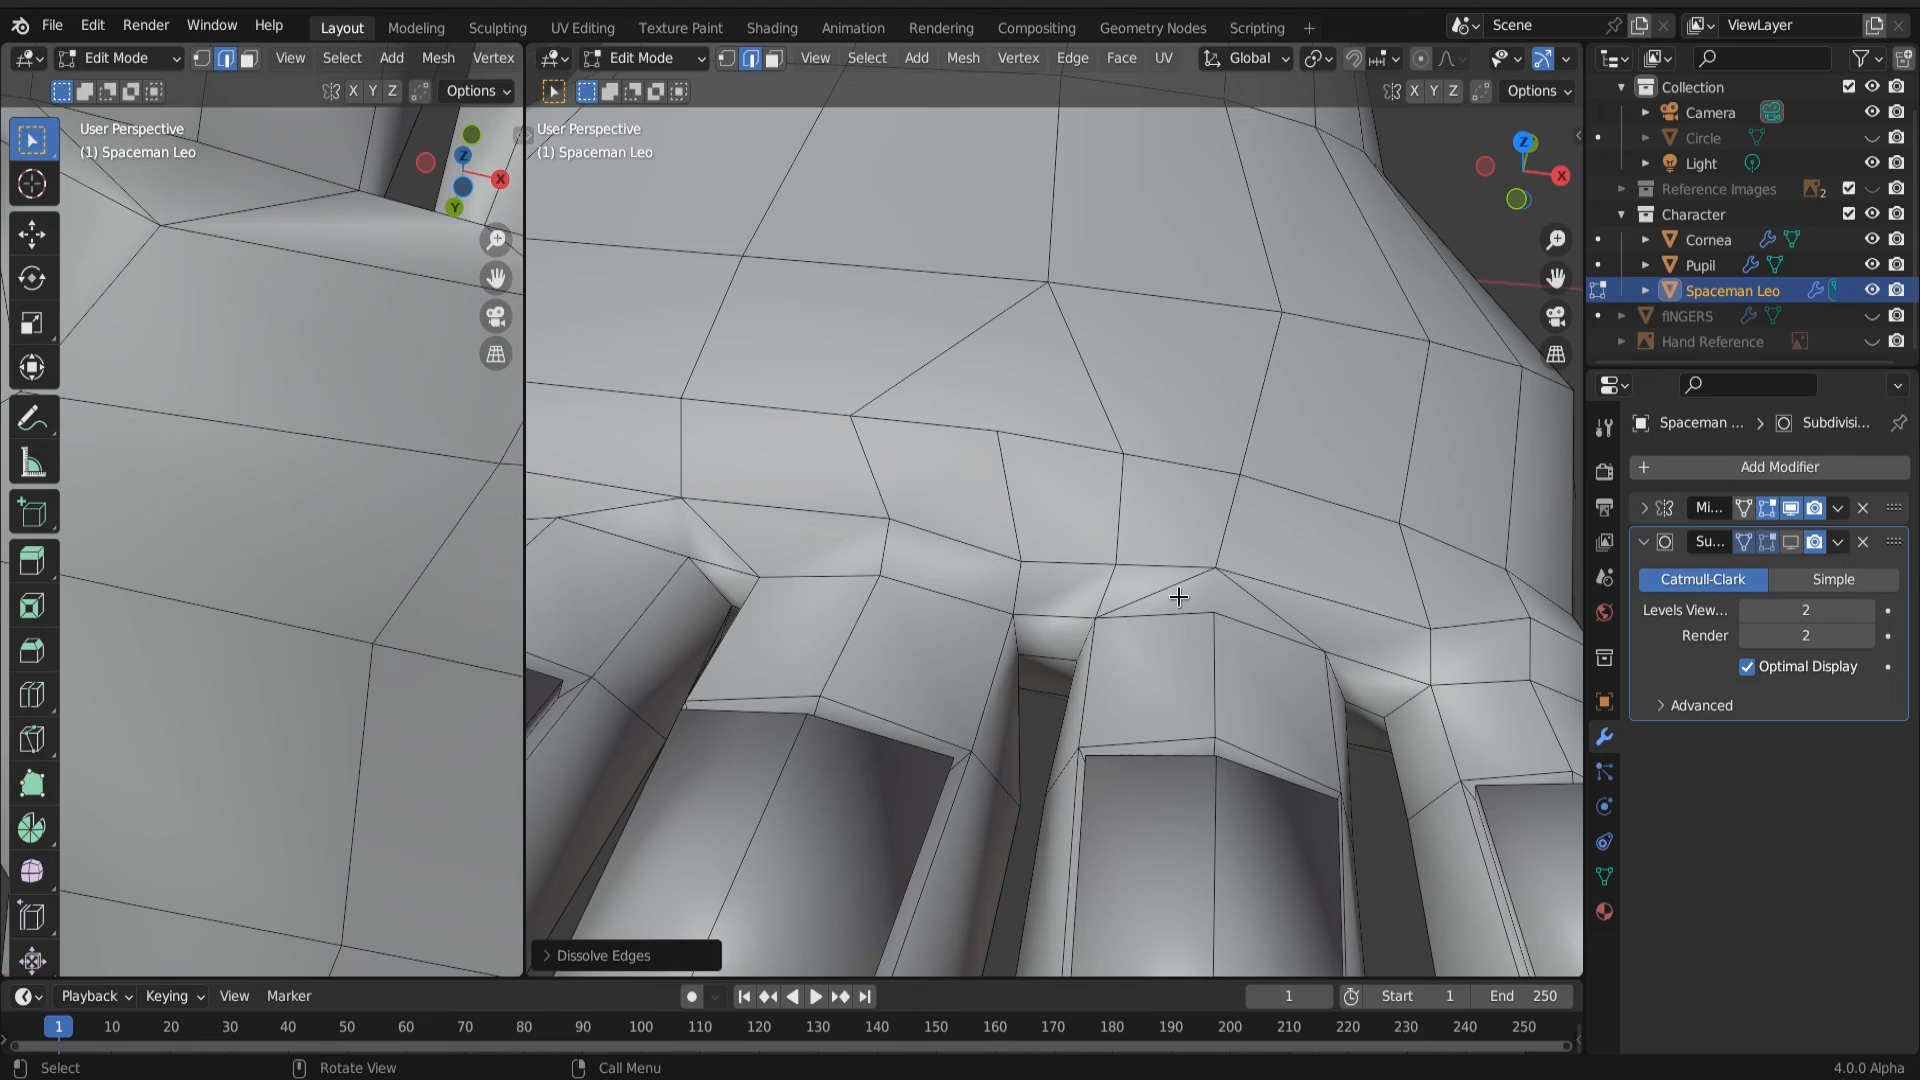 File Edit Render Window Help Layout Modeling Sculpting UV Editing Texture Paint Shading Animation Rendering Compositing Geometry Nodes Scripting + Scene ViewLayer
Edit Mode View Select Add Mesh Vertex
Edit Mode View Select Add Mesh Vertex Edge Face UV Global
X Y Z Options
X Y Z Options
User Perspective
(1) Spaceman Leo
User Perspective
(1) Spaceman Leo
Z
X
Y
Z
X
Collection
Camera
Circle
Light
Reference Images 2
Character
Cornea
Pupil
Spaceman Leo
fINGERS
Hand Reference
Spaceman ... > Subdivisi...
+ Add Modifier
Mi...
Su...
Catmull-Clark Simple
Levels View... 2
Render 2
Optimal Display
Advanced
Dissolve Edges
Playback Keying View Marker 1 Start 1 End 250
1 10 20 30 40 50 60 70 80 90 100 110 120 130 140 150 160 170 180 190 200 210 220 230 240 250
Select Rotate View Call Menu 4.0.0 Alpha